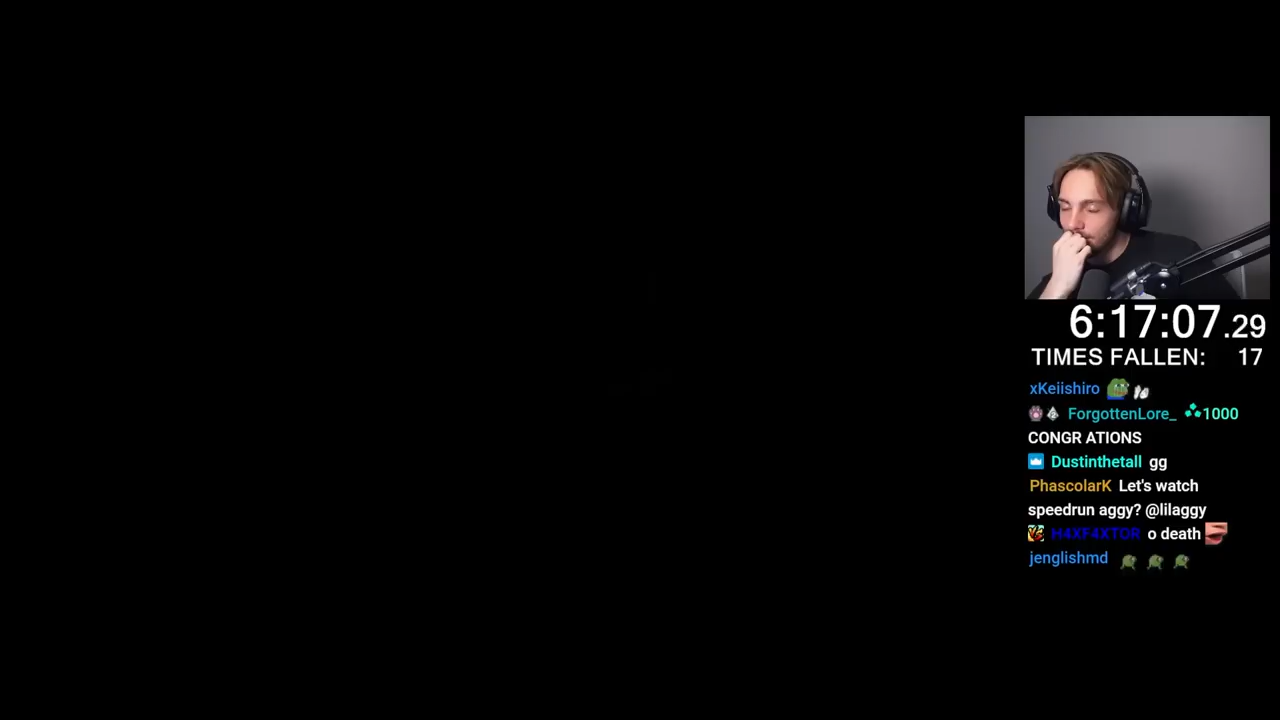 6:17:07.29
TIMES FALLEN: 17
xKeiishiro
ForgottenLore_ 1000
CONGR ATIONS
Dustinthetall gg
PhascolarK Let's watch
speedrun aggy? @lilaggy
H4XF4XTOR o death
jenglishmd